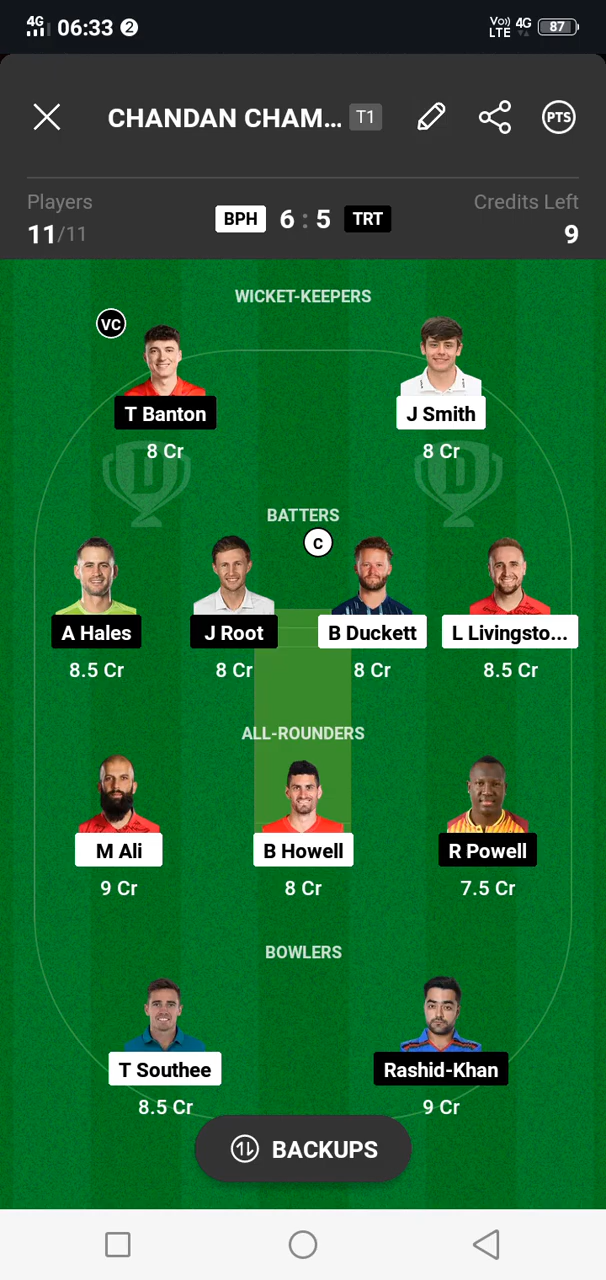 4G 06:33 2 Vo) LTE 4G 87
CHANDAN CHAM... T1 PTS
Players Credits Left
11/11 BPH 6 : 5 TRT 9
WICKET-KEEPERS
VC
T Banton J Smith
8 Cr 8 Cr
BATTERS
C
A Hales J Root B Duckett L Livingsto...
8.5 Cr 8 Cr 8 Cr 8.5 Cr
ALL-ROUNDERS
M Ali B Howell R Powell
9 Cr 8 Cr 7.5 Cr
BOWLERS
T Southee Rashid-Khan
8.5 Cr 9 Cr
BACKUPS